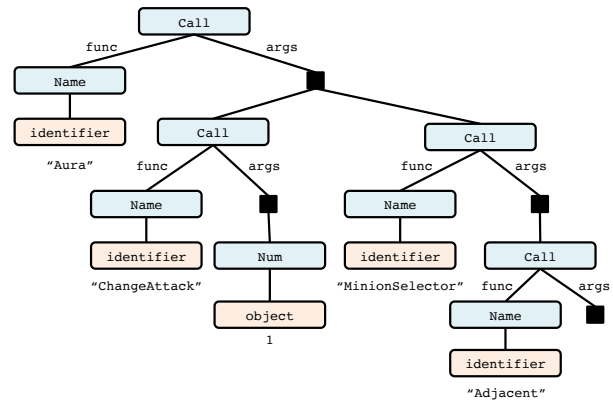 Call
func args
Name
identifier
“Aura”
Call Call
func args func args
Name Name
identifier Num identifier Call
“ChangeAttack” “MinionSelector” func args
object Name
1
identifier
“Adjacent”